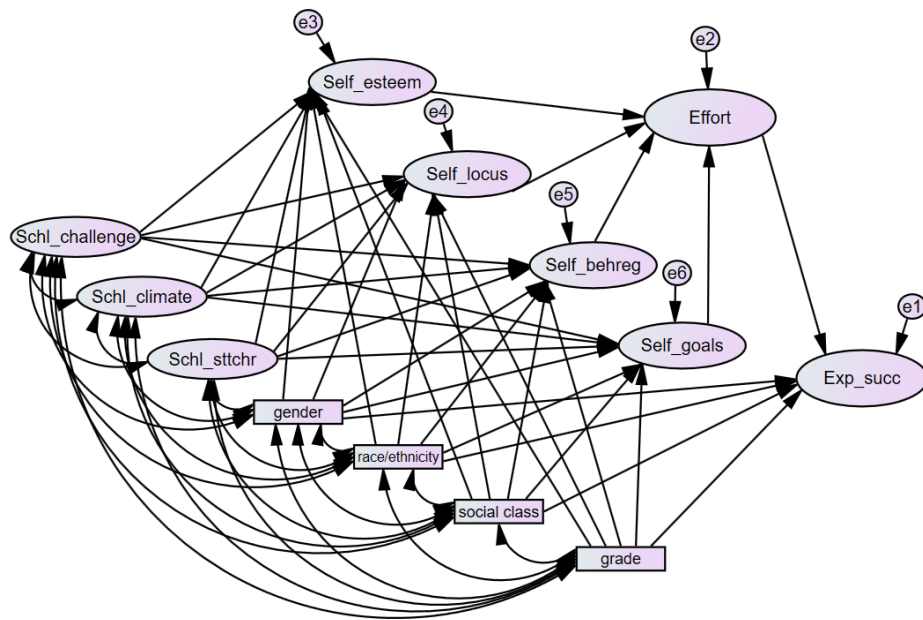 e3
e2
Self_esteem
Effort
e4
Self_locus
e5
Schl_challenge
Self_behreg
e6
Schl_climate
e1
Self_goals
Schl_sttchr
Exp_succ
gender
race/ethnicity
social class
grade